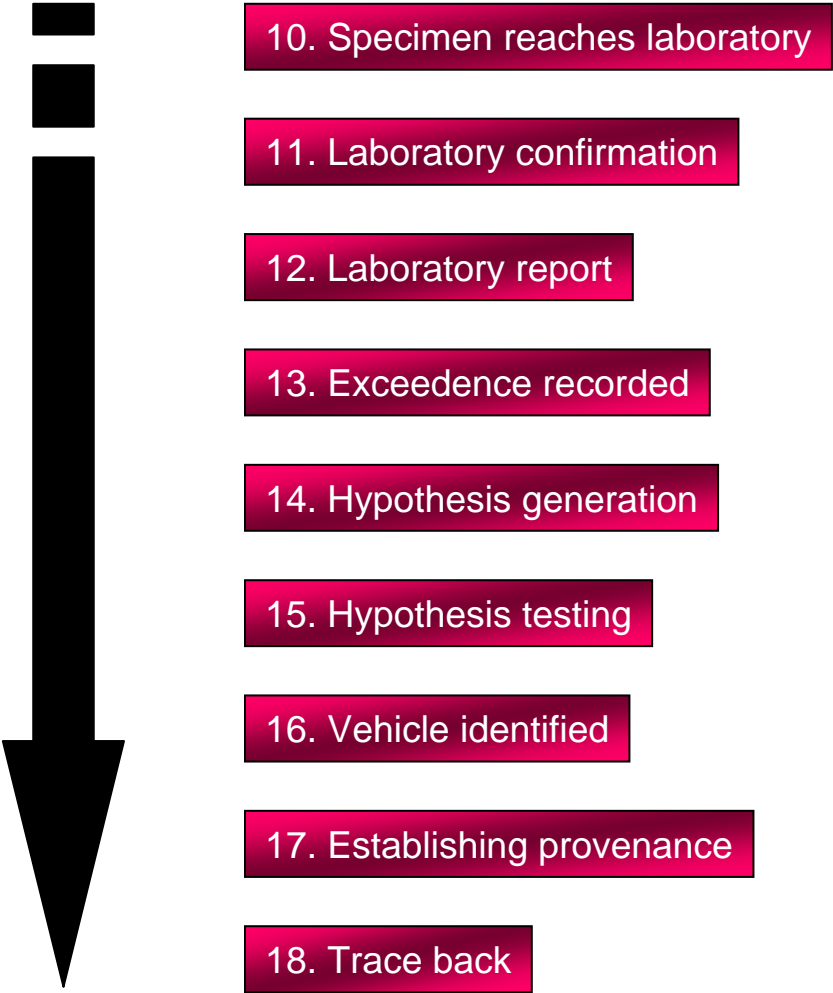 10. Specimen reaches laboratory
11. Laboratory confirmation
12. Laboratory report
13. Exceedence recorded
14. Hypothesis generation
15. Hypothesis testing
16. Vehicle identified
17. Establishing provenance
18. Trace back